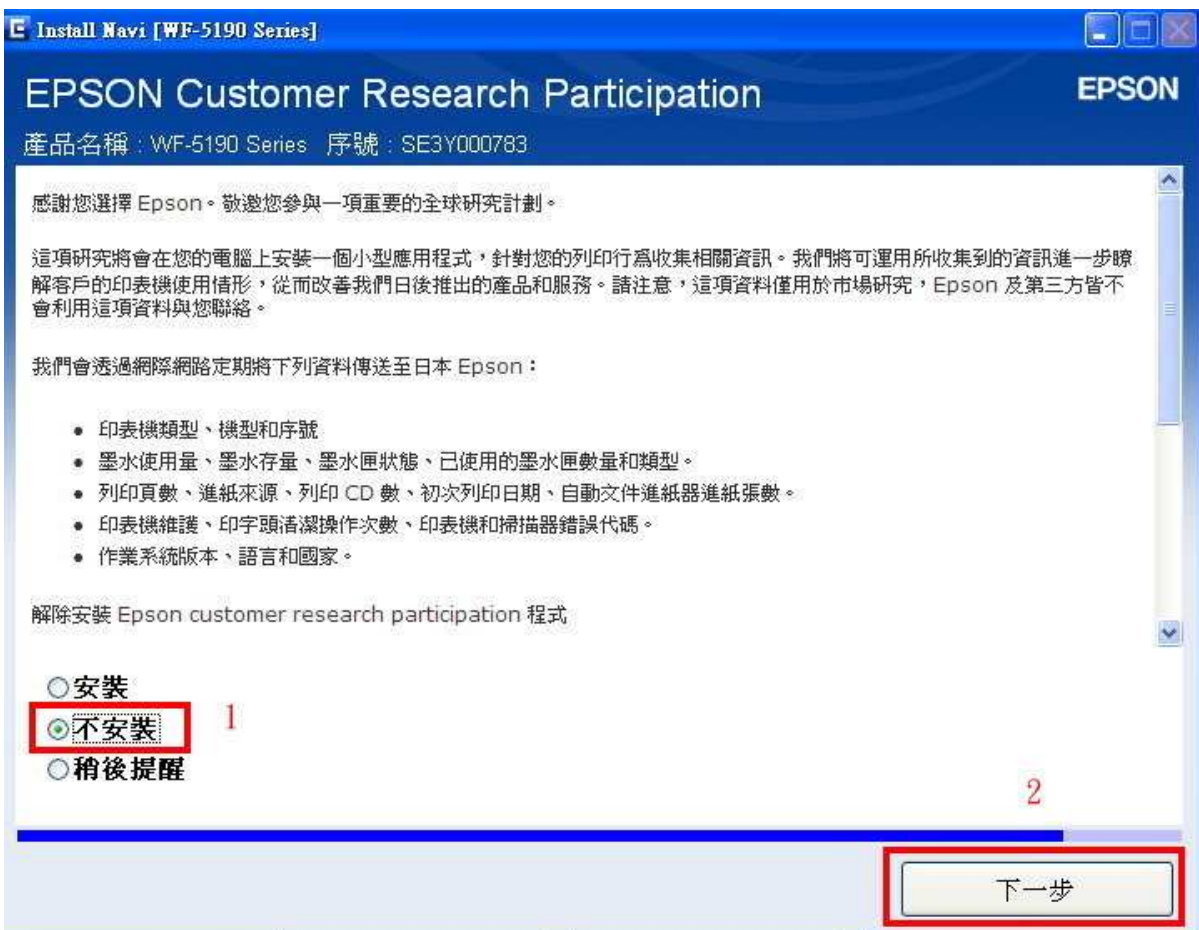 Install Navi [WF-5190 Series]
EPSON Customer Research Participation
EPSON
產品名稱：WF-5190 Series 序號：SE3Y000783
感謝您選擇 Epson。敬邀您參與一項重要的全球研究計劃。
這項研究將會在您的電腦上安裝一個小型應用程式，針對您的列印行為收集相關資訊。我們將可運用所收集到的資訊進一步瞭
解客戶的印表機使用情形，從而改善我們日後推出的產品和服務。請注意，這項資料僅用於市場研究，Epson 及第三方皆不
會利用這項資料與您聯絡。
我們會透過網際網路定期將下列資料傳送至日本 Epson：
• 印表機類型、機型和序號
• 墨水使用量、墨水存量、墨水匣狀態、已使用的墨水匣數量和類型。
• 列印頁數、進紙來源、列印 CD 數、初次列印日期、自動文件進紙器進紙張數。
• 印表機維護、印字頭清潔操作次數、印表機和掃描器錯誤代碼。
• 作業系統版本、語言和國家。
解除安裝 Epson customer research participation 程式
安裝
不安裝 1
稍後提醒
2
下一步